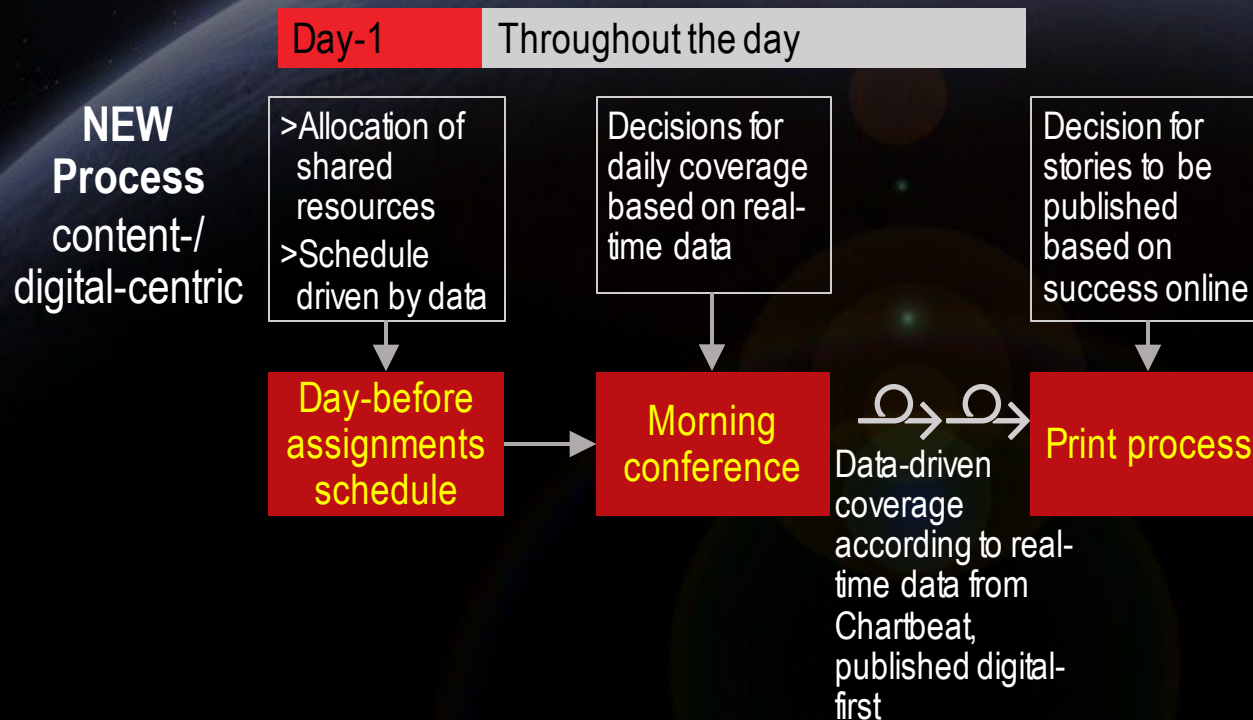 Day-1
Throughout the day
NEW
Process
content-/
digital-centric
>Allocation of
shared
resources
>Schedule
driven by data
Decisions for
daily coverage
based on real-
time data
Decision for
stories to be
published
based on
success online
Day-before
assignments
schedule
Morning
conference
Data-driven
coverage
according to real-
time data from
Chartbeat,
published digital-
first
Print process